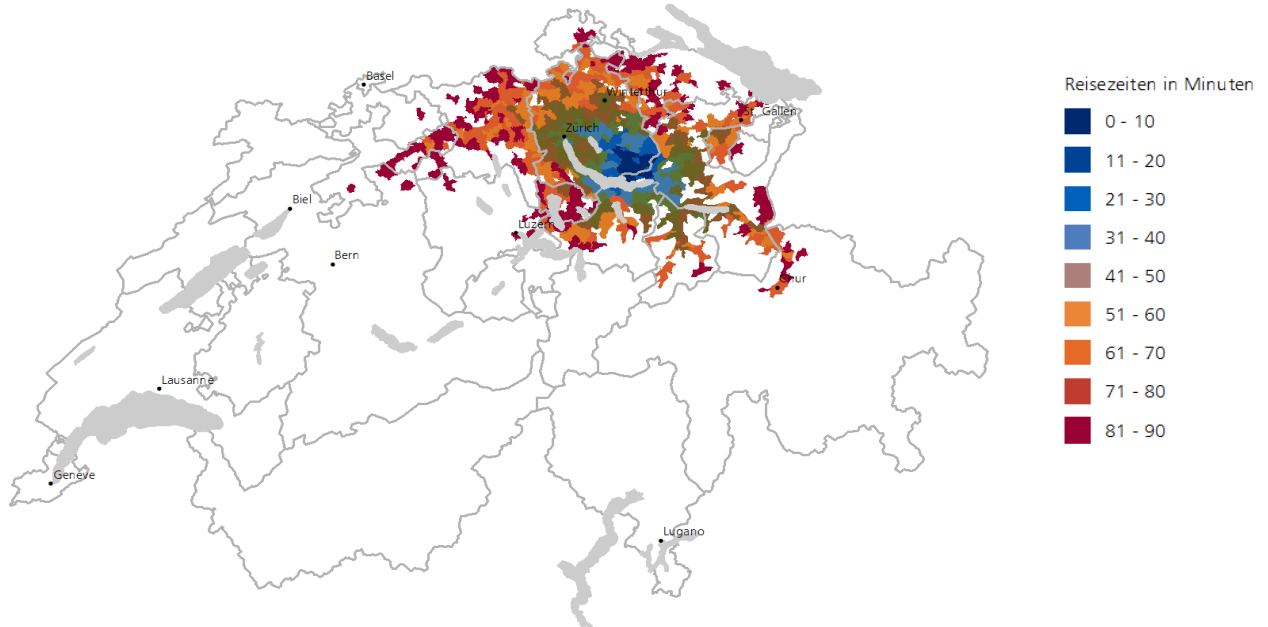 Basel
Winterthur
St. Gallen
Zürich
Biel
Luzern
Bern
Chur
Lausanne
Genève
Lugano
Reisezeiten in Minuten
0 - 10
11 - 20
21 - 30
31 - 40
41 - 50
51 - 60
61 - 70
71 - 80
81 - 90